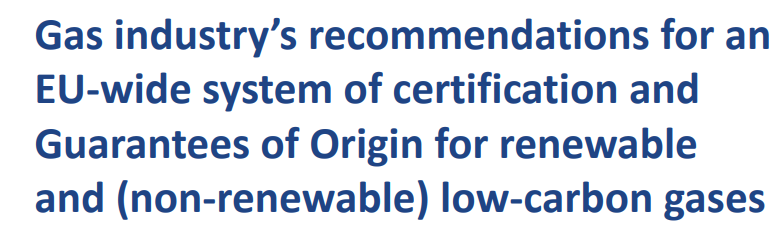 Gas industry’s recommendations for an
EU-wide system of certification and
Guarantees of Origin for renewable
and (non-renewable) low-carbon gases